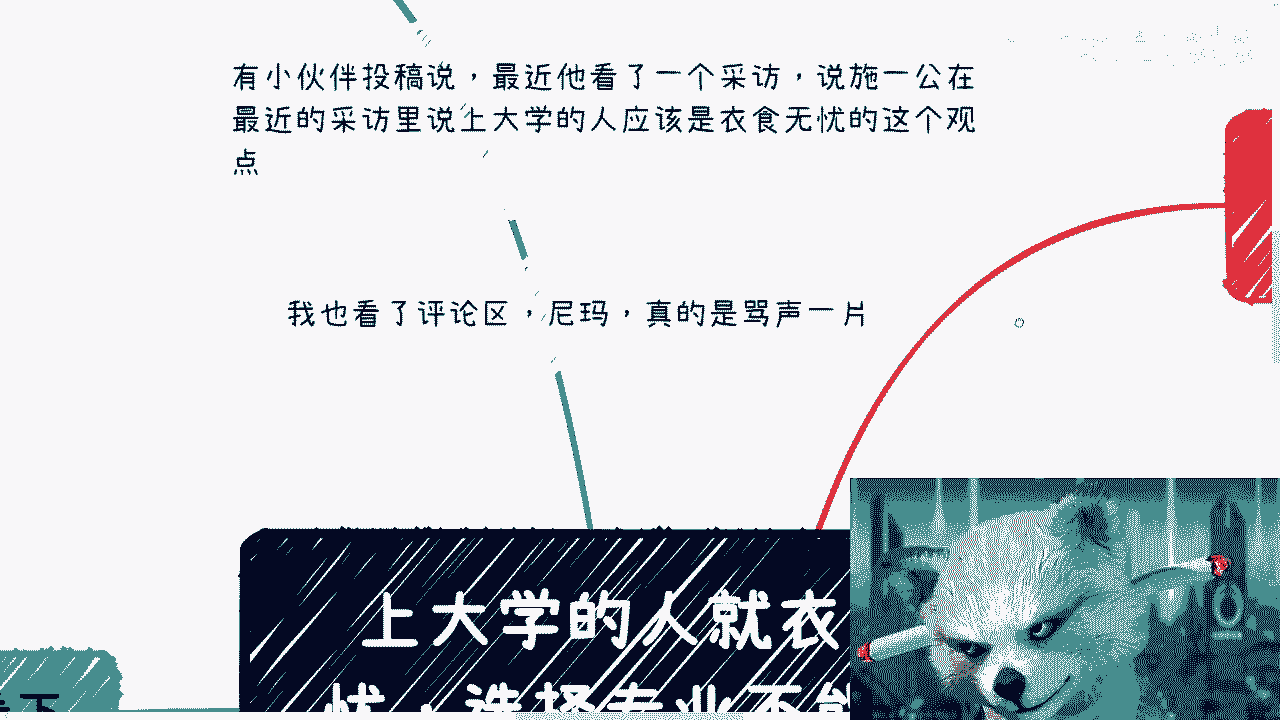 有小伙伴投稿说，最近他看了一个采访，说施一公在
最近的采访里说上大学的人应该是衣食无忧的这个观
点
我也看了评论区，尼玛，真的是骂声一片
上大学的人就衣
忧，选择专业不能
下